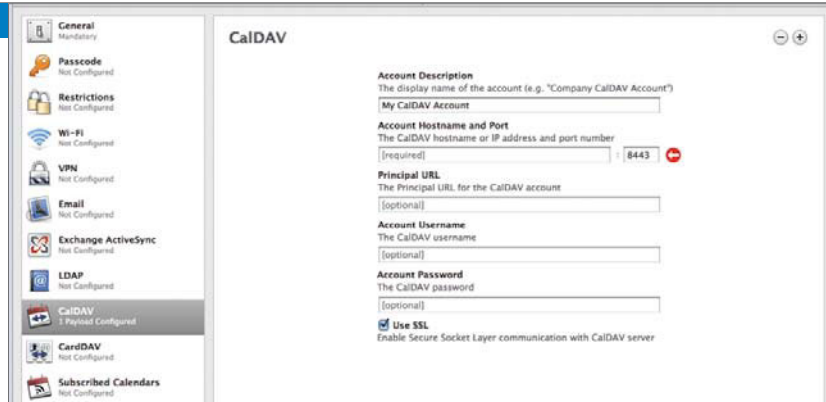 General
Mandatory
Passcode
Not Configured
Restrictions
Not Configured
Wi-Fi
Not Configured
VPN
Not Configured
Email
Not Configured
Exchange ActiveSync
Not Configured
LDAP
Not Configured
CalDAV
1 Payload Configured
CardDAV
Not Configured
Subscribed Calendars
Not Configured
CalDAV
Account Description
The display name of the account (e.g. "Company CalDAV Account")
My CalDAV Account
Account Hostname and Port
The CalDAV hostname or IP address and port number
[required] : 8443
Principal URL
The Principal URL for the CalDAV account
[optional]
Account Username
The CalDAV username
[optional]
Account Password
The CalDAV password
[optional]
Use SSL
Enable Secure Socket Layer communication with CalDAV server